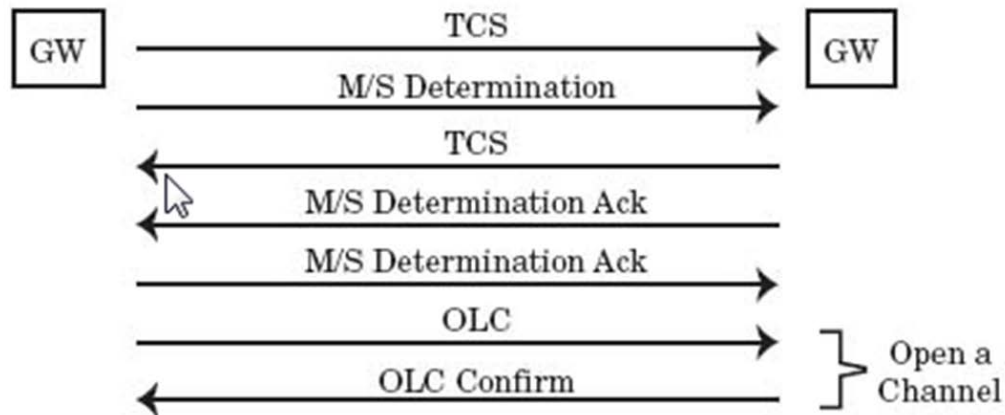 GW
TCS
GW
M/S Determination
TCS
M/S Determination Ack
M/S Determination Ack
OLC
OLC Confirm
Open a
Channel